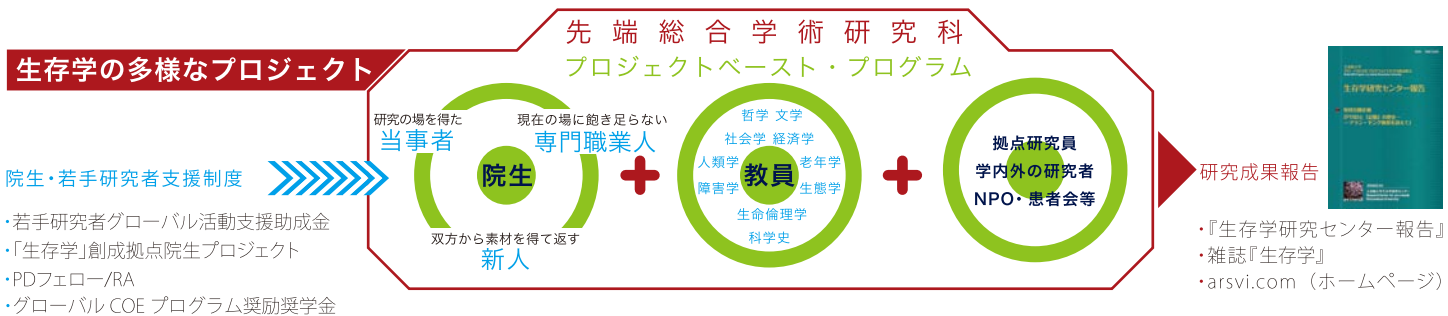 生存学の多様なプロジェクト
先端総合学術研究科
プロジェクトベースト・プログラム
院生・若手研究者支援制度
・若手研究者グローバル活動支援助成金
・「生存学」創成拠点院生プロジェクト
・PDフェロー/RA
・グローバル COE プログラム奨励奨学金
研究の場を得た
当事者
現在の場に飽き足らない
専門職業人
院生
双方から素材を得て返す
新人
哲学 文学
社会学 経済学
人類学 老年学
教員
障害学 生態学
生命倫理学
科学史
拠点研究員
学内外の研究者
NPO・患者会等
研究成果報告
生存学研究センター報告
・『生存学研究センター報告』
・雑誌『生存学』
・arsvi.com（ホームページ）